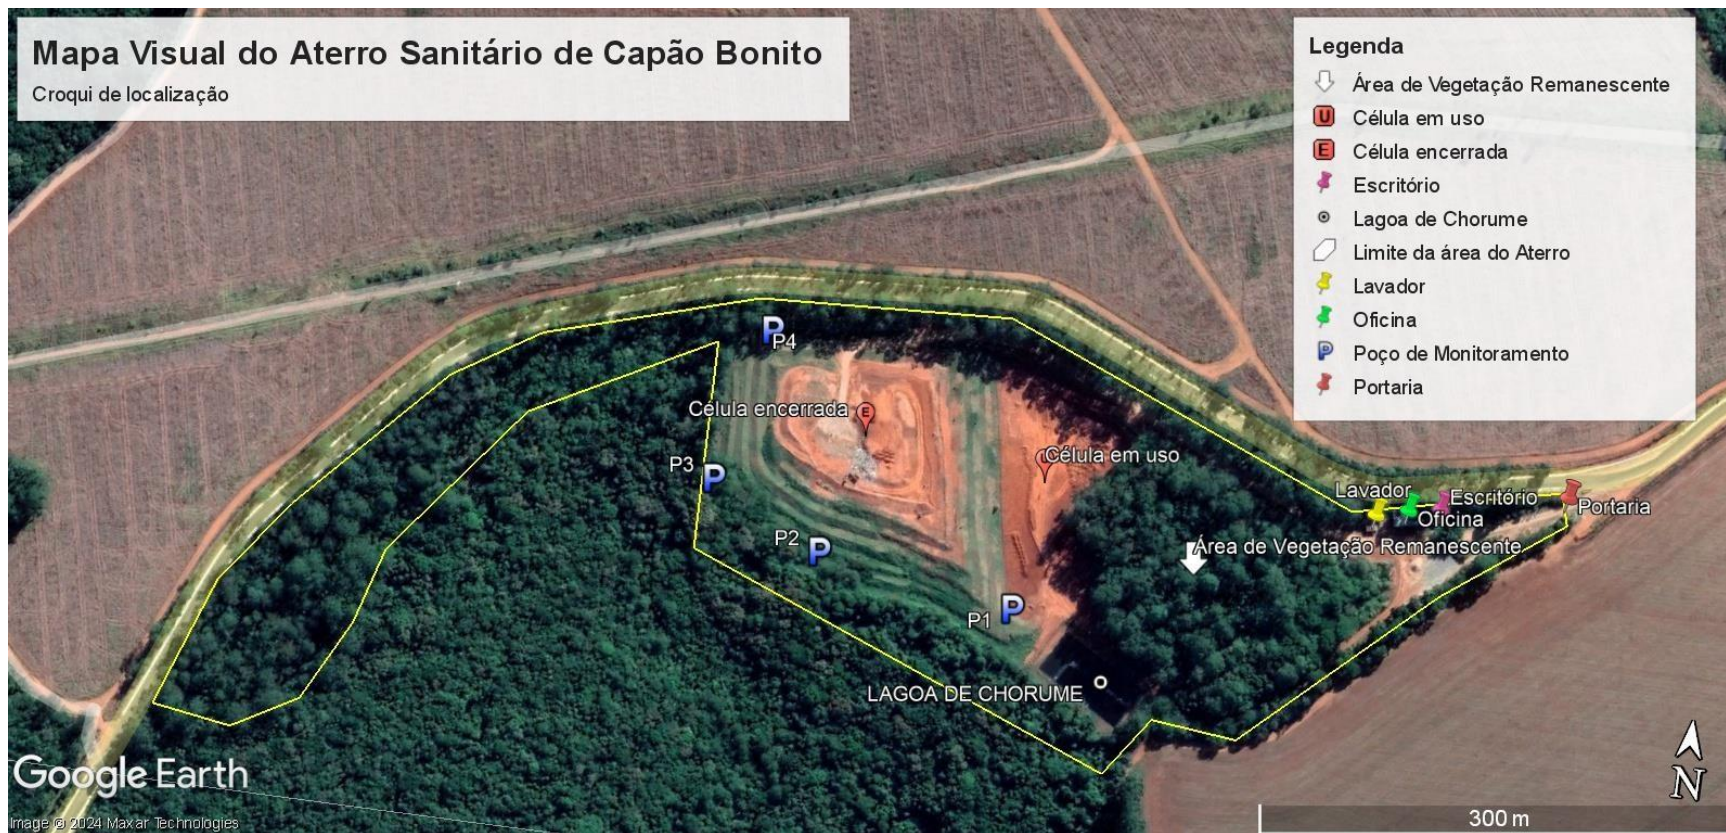 Mapa Visual do Aterro Sanitário de Capão Bonito
Croqui de localização
Legenda
Área de Vegetação Remanescente
U Célula em uso
E Célula encerrada
Escritório
Lagoa de Chorume
Limite da área do Aterro
Lavador
Oficina
P Poço de Monitoramento
Portaria
P P4
Célula encerrada E
Célula em uso
P3 P
Lavador
Escritório
Portaria
Oficina
P2 P
Área de Vegetação Remanescente
P1 P
LAGOA DE CHORUME
Google Earth
Image © 2024 Maxar Technologies
N
300 m